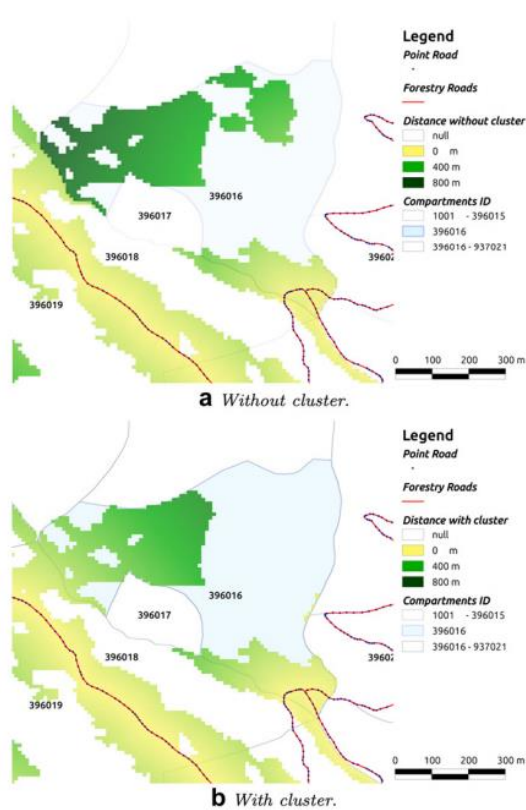 Legend
Point Road
Forestry Roads
Distance without cluster
null
0 m
400 m
800 m
Compartments ID
1001 - 396015
396016
396016 - 937021
396016
396017
396018
396019
39602
0 100 200 300 m
a Without cluster.
Legend
Point Road
Forestry Roads
Distance with cluster
null
0 m
400 m
800 m
Compartments ID
1001 - 396015
396016
396016 - 937021
396016
396017
396018
396019
39602
0 100 200 300 m
b With cluster.